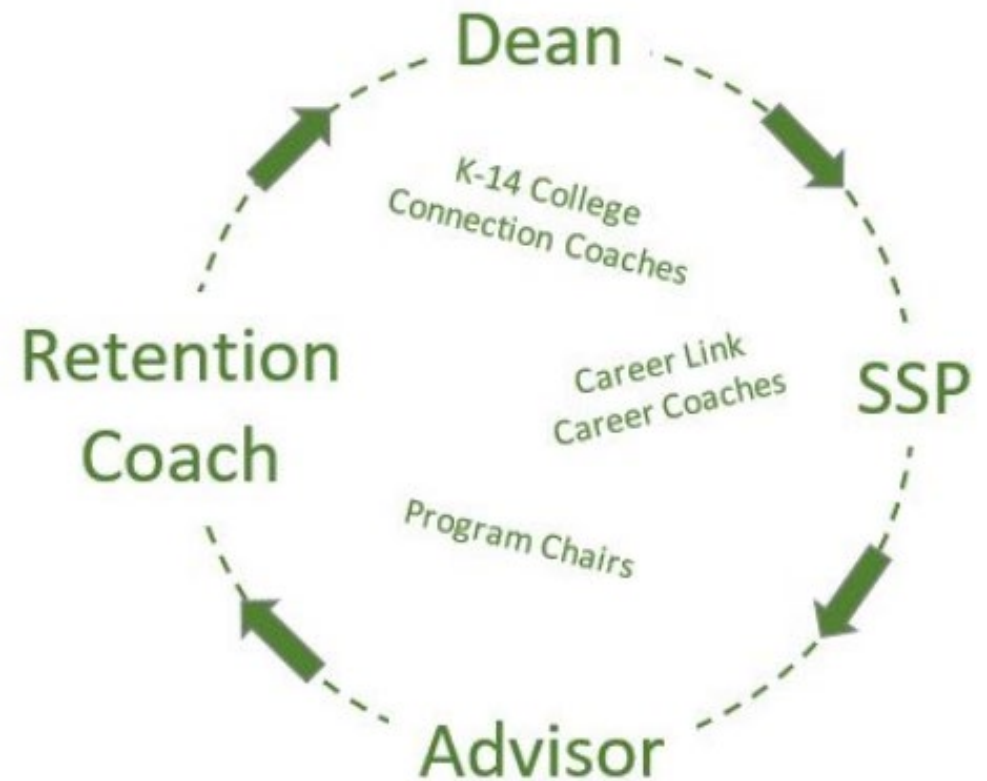 Dean
K-14 College
Connection Coaches
Career Link
Career Coaches
SSP
Retention
Coach
Program Chairs
Advisor